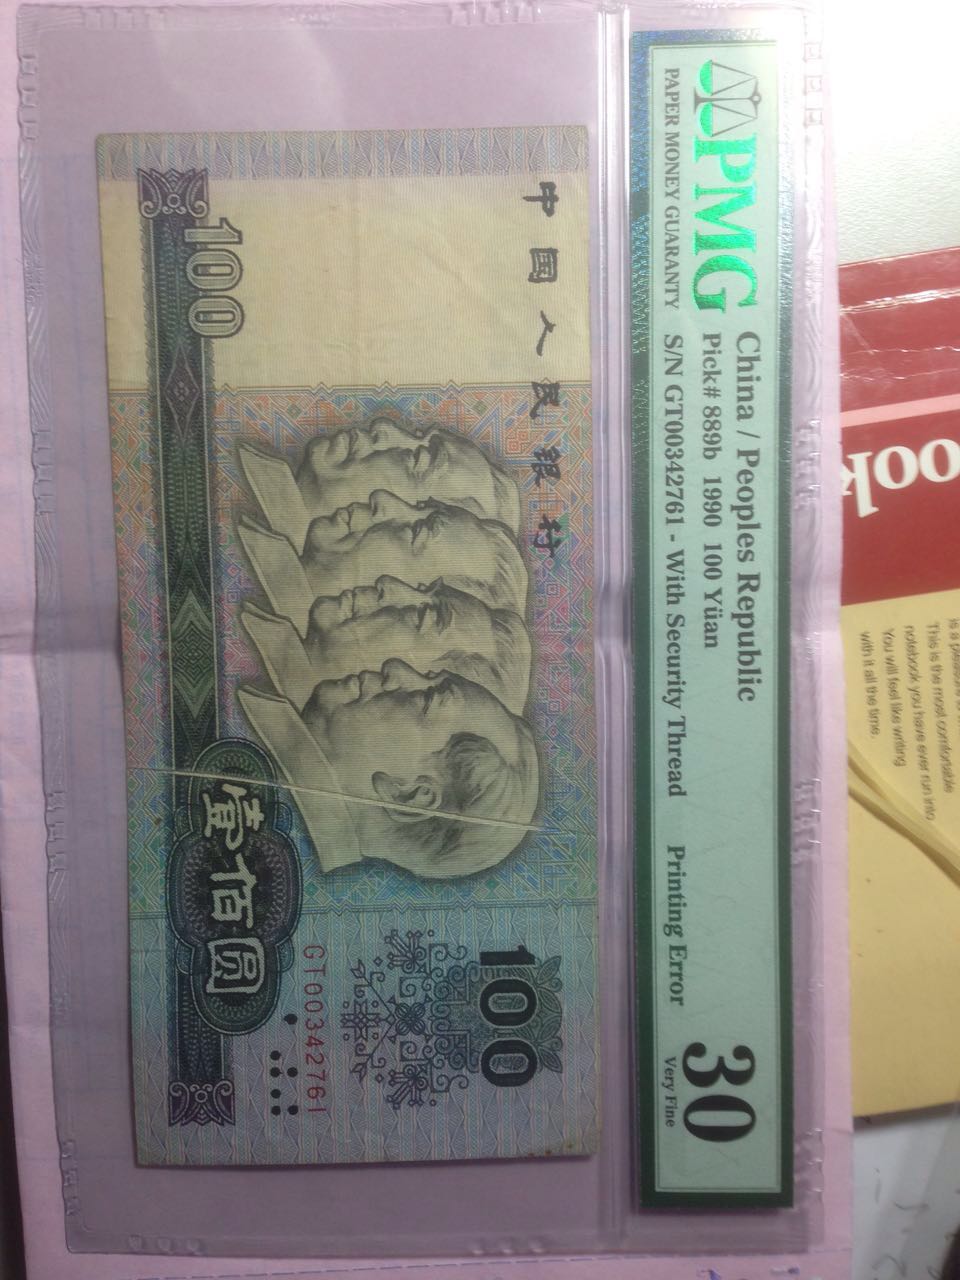 PMG
PAPER MONEY GUARANTY
China / Peoples Republic
Pick# 889b 1990 100 Yüan
S/N GT00342761 - With Security Thread
Printing Error
30
Very Fine
中国人民银行
100
100
GT00342761
壹佰圆
ook
This is the most comfortable
notebook you have ever run into
You will feel like writing
with it all the time.